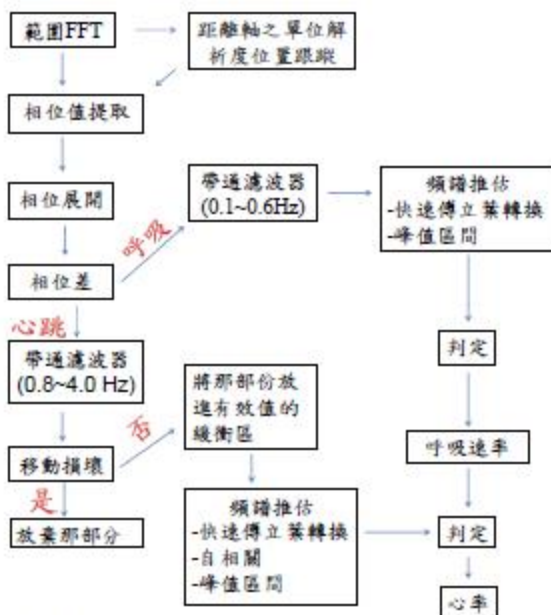 範圍FFT
距離軸之單位解
析度位置跟蹤
相位值提取
相位展開
帶通濾波器
(0.1~0.6Hz)
頻譜推估
-快速傅立葉轉換
-峰值區間
呼吸
相位差
心跳
判定
帶通濾波器
(0.8~4.0 Hz)
將那部份放
進有效值的
緩衝區
否
呼吸速率
移動損壞
是
放棄那部分
頻譜推估
-快速傅立葉轉換
-自相關
-峰值區間
判定
心率